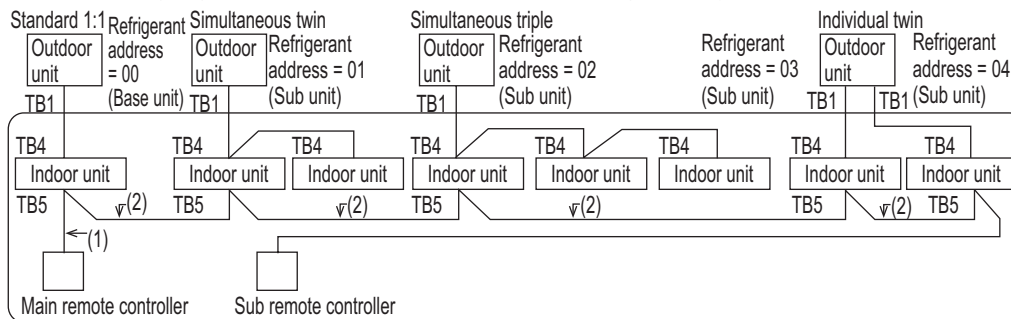 Standard 1:1
Outdoor
unit
Refrigerant
address
= 00
(Base unit)
TB1
Simultaneous twin
Outdoor
unit
Refrigerant
address = 01
(Sub unit)
TB1
Simultaneous triple
Outdoor
unit
Refrigerant
address = 02
(Sub unit)
TB1
Refrigerant
address = 03
(Sub unit)
Individual twin
Outdoor
unit
Refrigerant
address = 04
(Sub unit)
TB1
TB1
TB4
TB4
TB4
TB4
TB4
TB4
TB4
TB4
Indoor unit
Indoor unit
Indoor unit
Indoor unit
Indoor unit
Indoor unit
Indoor unit
Indoor unit
TB5
(2)
TB5
(2)
TB5
(2)
TB5
(2)
TB5
(1)
Main remote controller
Sub remote controller